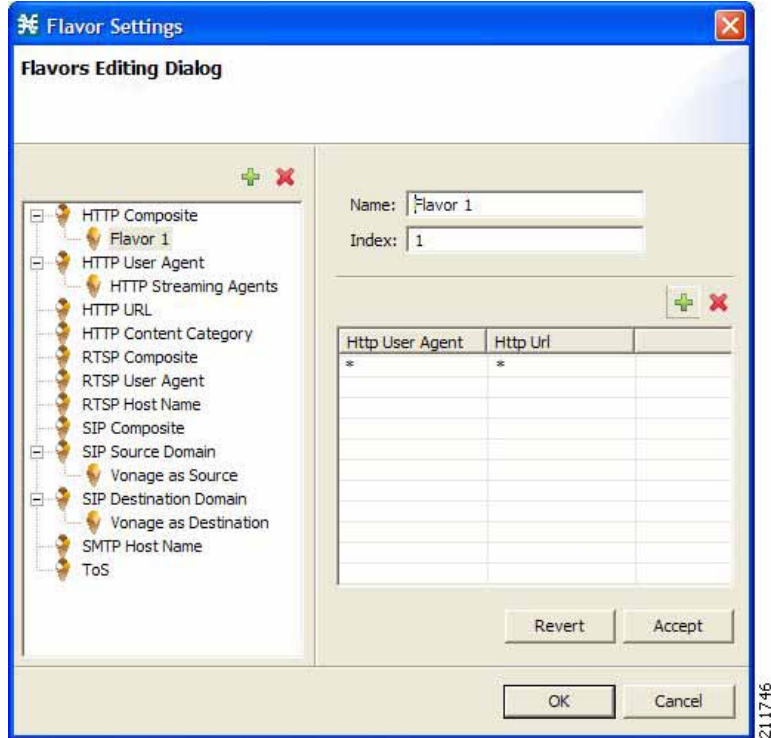 Flavor Settings
Flavors Editing Dialog
HTTP Composite
Flavor 1
HTTP User Agent
HTTP Streaming Agents
HTTP URL
HTTP Content Category
RTSP Composite
RTSP User Agent
RTSP Host Name
SIP Composite
SIP Source Domain
Vonage as Source
SIP Destination Domain
Vonage as Destination
SMTP Host Name
ToS
Name: Flavor 1
Index: 1
Http User Agent Http Url
* *
Revert Accept
OK Cancel
211746